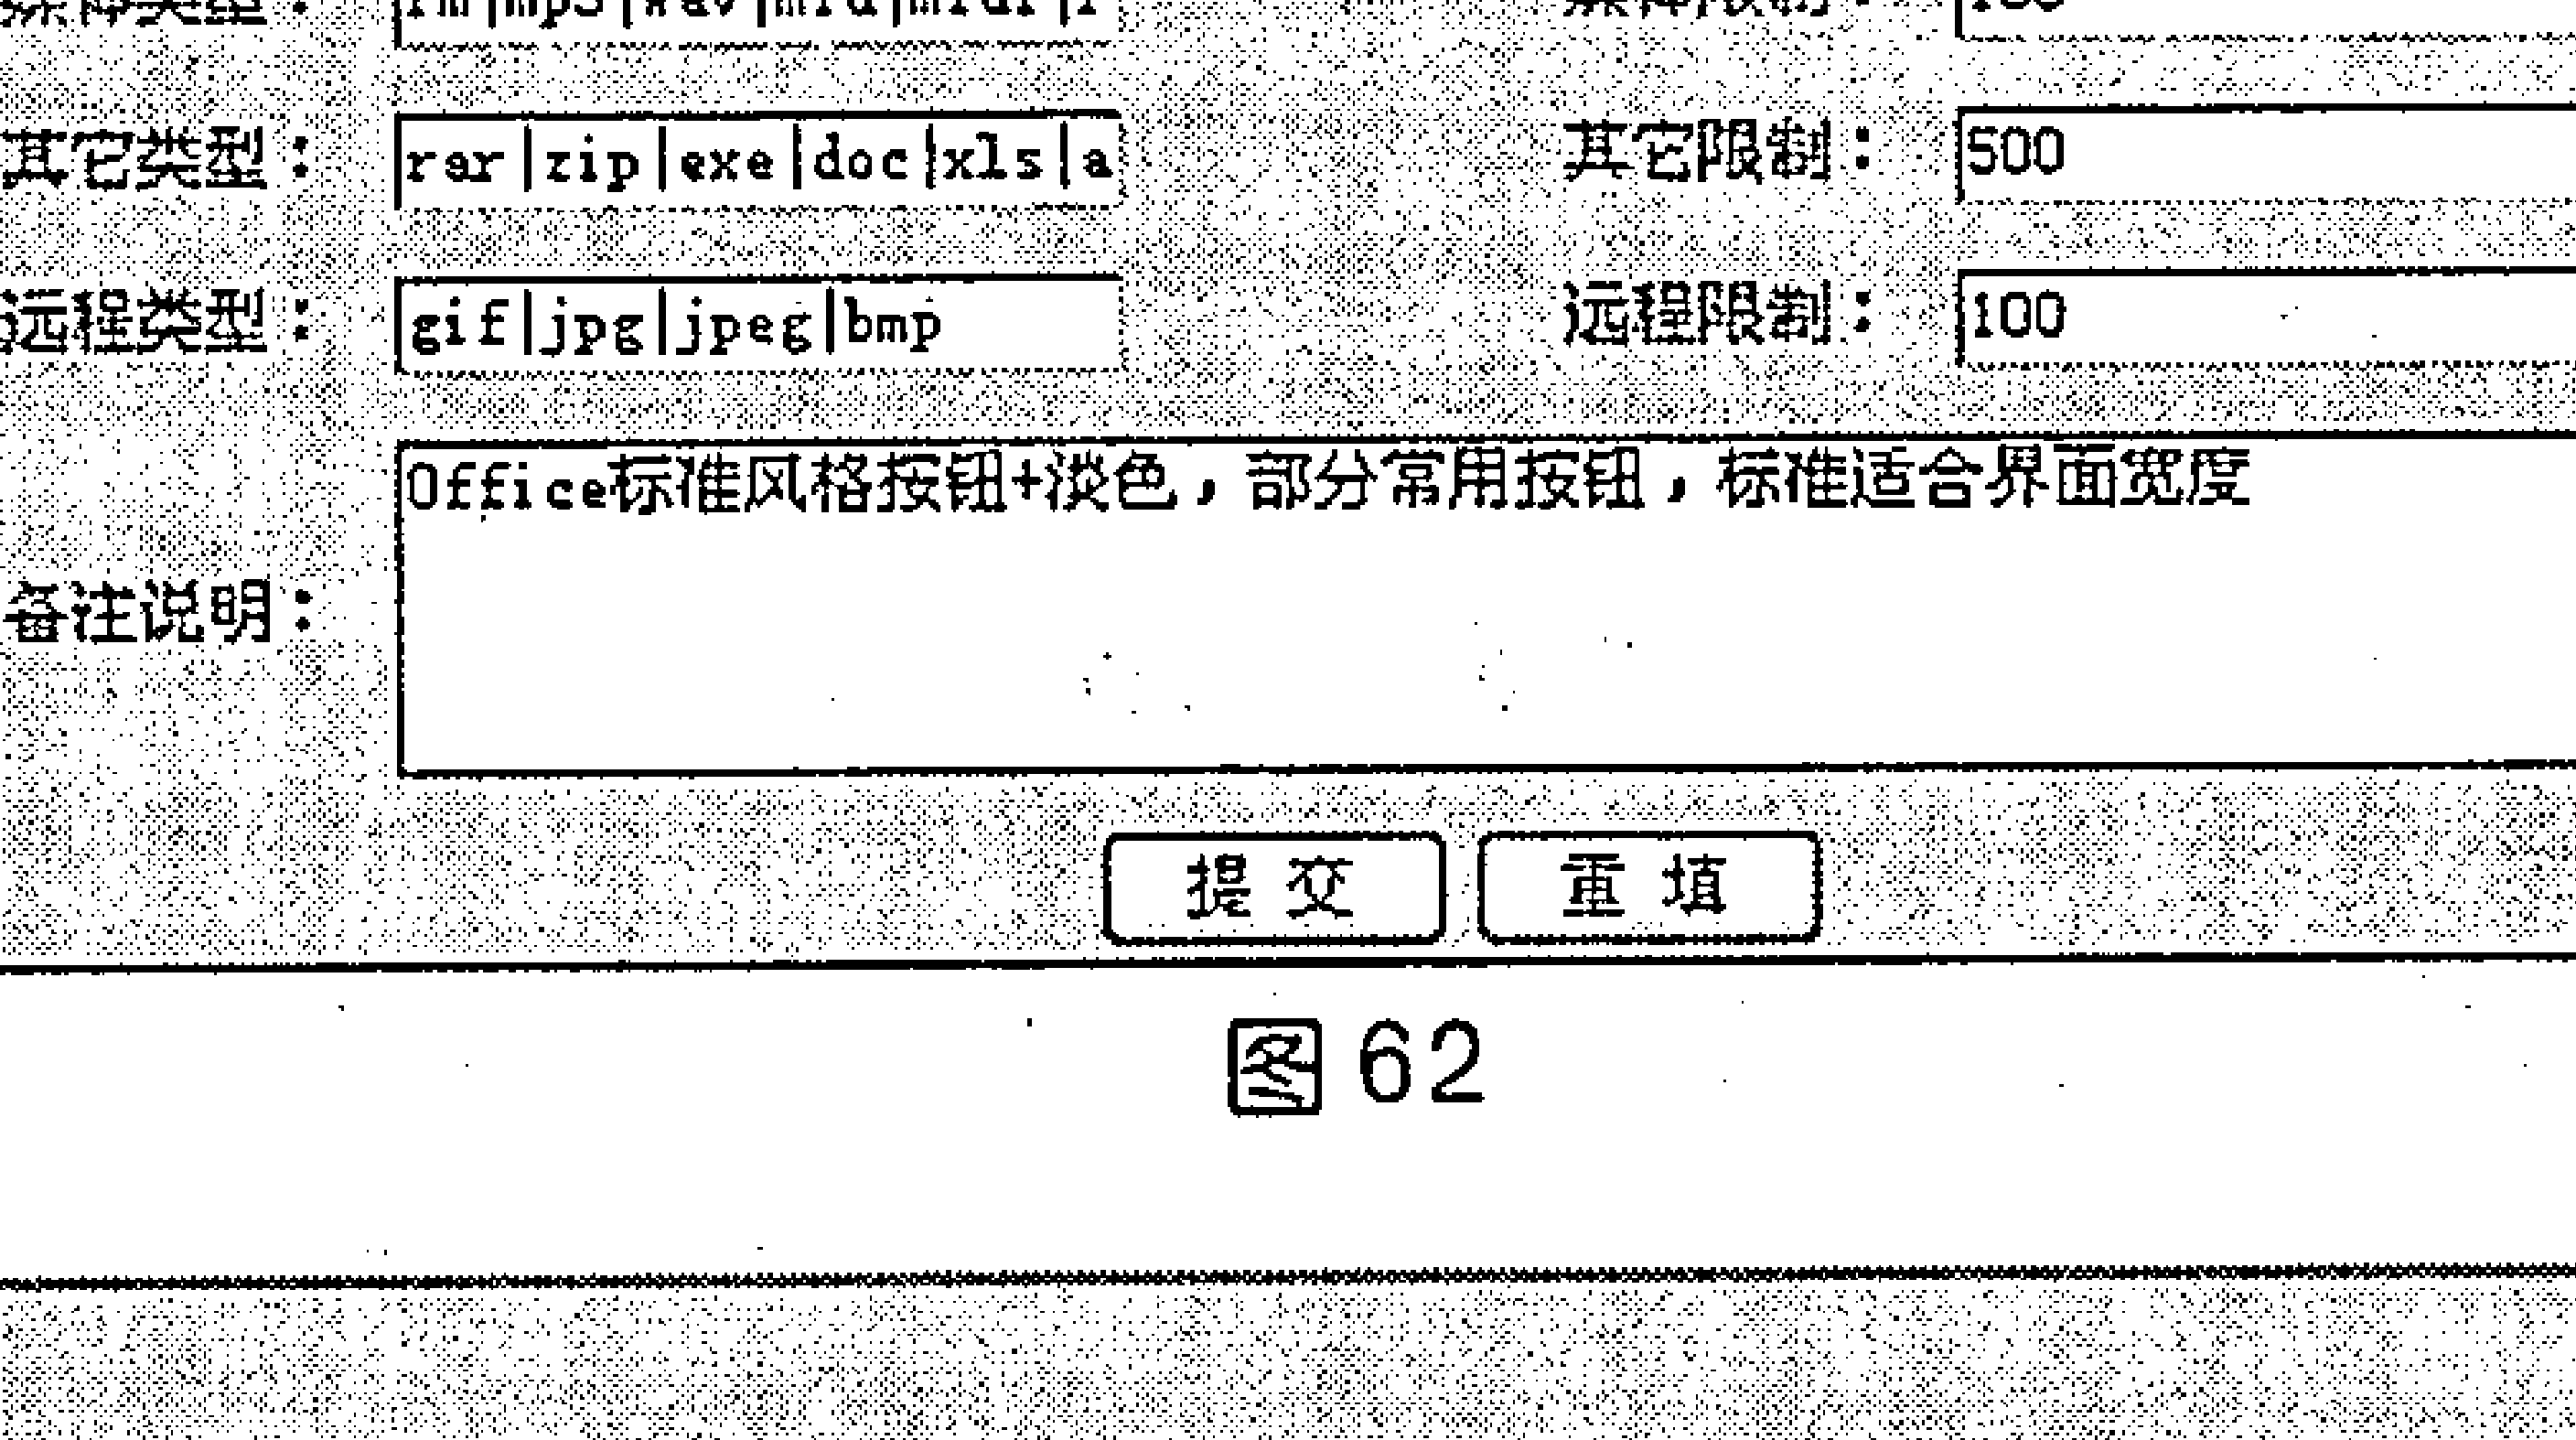 其它类型： rar|zip|exe|doc|xls|a 其它限制： 500
远程类型： gif|jpg|jpeg|bmp 远程限制： 100
Office标准风格按钮+淡色，部分常用按钮，标准适合界面宽度
备注说明：
提 交 重 填
图 62